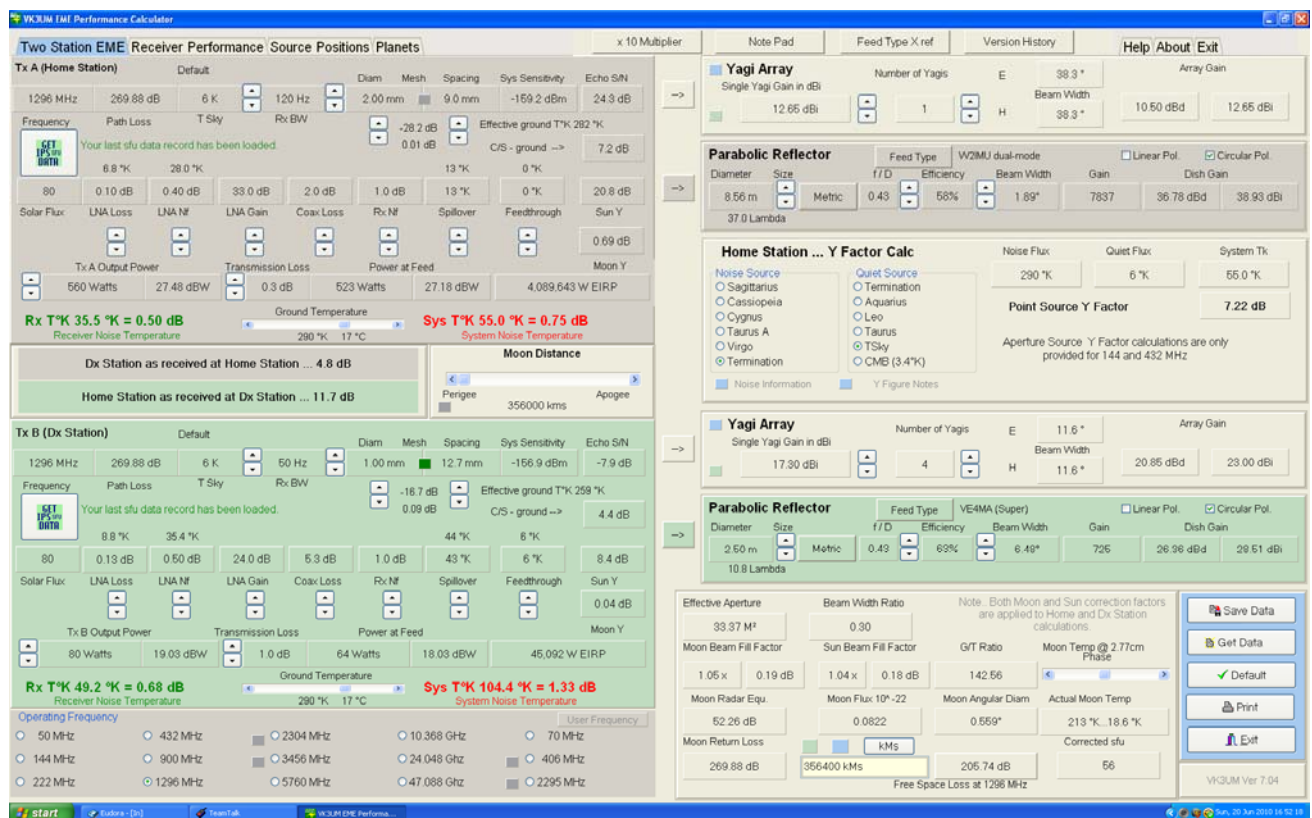 VK3UM EME Performance Calculator
Two Station EME Receiver Performance Source Positions Planets x 10 Multiplier Note Pad Feed Type X ref Version History Help About Exit
Tx A (Home Station) Default
Diam Mesh Spacing Sys Sensitivity Echo S/N
1296 MHz 269.88 dB 6 K 120 Hz 2.00 mm 9.0 mm -159.2 dBm 24.3 dB
Frequency Path Loss T Sky Rx BW
-28.2 dB Effective ground T°K 282 °K
0.01 dB C/S - ground --> 7.2 dB
GET IPS sfu DATA
Your last sfu data record has been loaded.
6.8 °K 28.0 °K 13 °K 0 °K
80 0.10 dB 0.40 dB 33.0 dB 2.0 dB 1.0 dB 13 °K 0 °K 20.8 dB
Solar Flux LNA Loss LNA Nf LNA Gain Coax Loss Rx Nf Spillover Feedthrough Sun Y
0.69 dB
Tx A Output Power Transmission Loss Power at Feed Moon Y
560 Watts 27.48 dBW 0.3 dB 523 Watts 27.18 dBW 4,089,643 W EIRP
Rx T°K 35.5 °K = 0.50 dB
Receiver Noise Temperature
Ground Temperature
290 °K 17 °C
Sys T°K 55.0 °K = 0.75 dB
System Noise Temperature
Dx Station as received at Home Station ... 4.8 dB
Home Station as received at Dx Station ... 11.7 dB
Moon Distance
Perigee Apogee
356000 kms
Tx B (Dx Station) Default
Diam Mesh Spacing Sys Sensitivity Echo S/N
1296 MHz 269.88 dB 6 K 50 Hz 1.00 mm 12.7 mm -156.9 dBm -7.9 dB
Frequency Path Loss T Sky Rx BW
-16.7 dB Effective ground T°K 259 °K
0.09 dB C/S - ground --> 4.4 dB
GET IPS sfu DATA
Your last sfu data record has been loaded.
8.8 °K 35.4 °K 44 °K 6 °K
80 0.13 dB 0.50 dB 24.0 dB 5.3 dB 1.0 dB 43 °K 6 °K 8.4 dB
Solar Flux LNA Loss LNA Nf LNA Gain Coax Loss Rx Nf Spillover Feedthrough Sun Y
0.04 dB
Tx B Output Power Transmission Loss Power at Feed Moon Y
80 Watts 19.03 dBW 1.0 dB 64 Watts 18.03 dBW 45,092 W EIRP
Rx T°K 49.2 °K = 0.68 dB
Receiver Noise Temperature
Ground Temperature
290 °K 17 °C
Sys T°K 104.4 °K = 1.33 dB
System Noise Temperature
Operating Frequency User Frequency
50 MHz 432 MHz 2304 MHz 10.368 GHz 70 MHz
144 MHz 900 MHz 3456 MHz 24.048 Ghz 406 MHz
222 MHz 1296 MHz 5760 MHz 47.088 Ghz 2295 MHz
-->
Yagi Array Number of Yagis E 38.3 ° Array Gain
Single Yagi Gain in dBi Beam Width
12.65 dBi 1 H 38.3 ° 10.50 dBd 12.65 dBi
-->
Parabolic Reflector Feed Type W2IMU dual-mode Linear Pol. Circular Pol.
Diameter Size f / D Efficiency Beam Width Gain Dish Gain
8.56 m Metric 0.43 58% 1.89° 7837 36.78 dBd 38.93 dBi
37.0 Lambda
Home Station ... Y Factor Calc Noise Flux Quiet Flux System Tk
290 °K 6 °K 55.0 °K
Noise Source Quiet Source
Sagittarius Termination
Cassiopeia Aquarius
Cygnus Leo
Taurus A Taurus
Virgo TSky
Termination CMB (3.4°K)
Point Source Y Factor 7.22 dB
Aperture Source Y Factor calculations are only
provided for 144 and 432 MHz
Noise Information Y Figure Notes
-->
Yagi Array Number of Yagis E 11.6 ° Array Gain
Single Yagi Gain in dBi Beam Width
17.30 dBi 4 H 11.6 ° 20.85 dBd 23.00 dBi
-->
Parabolic Reflector Feed Type VE4MA (Super) Linear Pol. Circular Pol.
Diameter Size f / D Efficiency Beam Width Gain Dish Gain
2.50 m Metric 0.43 63% 6.49° 725 26.36 dBd 28.51 dBi
10.8 Lambda
Effective Aperture Beam Width Ratio
33.37 M² 0.30
Note.. Both Moon and Sun correction factors
are applied to Home and Dx Station
calculations.
Moon Beam Fill Factor Sun Beam Fill Factor G/T Ratio Moon Temp @ 2.77cm
Phase
1.05 x 0.19 dB 1.04 x 0.18 dB 142.56
Moon Radar Equ. Moon Flux 10^-22 Moon Angular Diam Actual Moon Temp
52.26 dB 0.0822 0.559° 213 °K...18.6 °K
Moon Return Loss kMs Corrected sfu
269.88 dB 356400 kMs 205.74 dB 56
Free Space Loss at 1296 MHz
Save Data
Get Data
Default
Print
Exit
VK3UM Ver 7.04
start Eudora - [In] TeamTalk VK3UM EME Performa... Sun, 20 Jun 2010 16 52 18